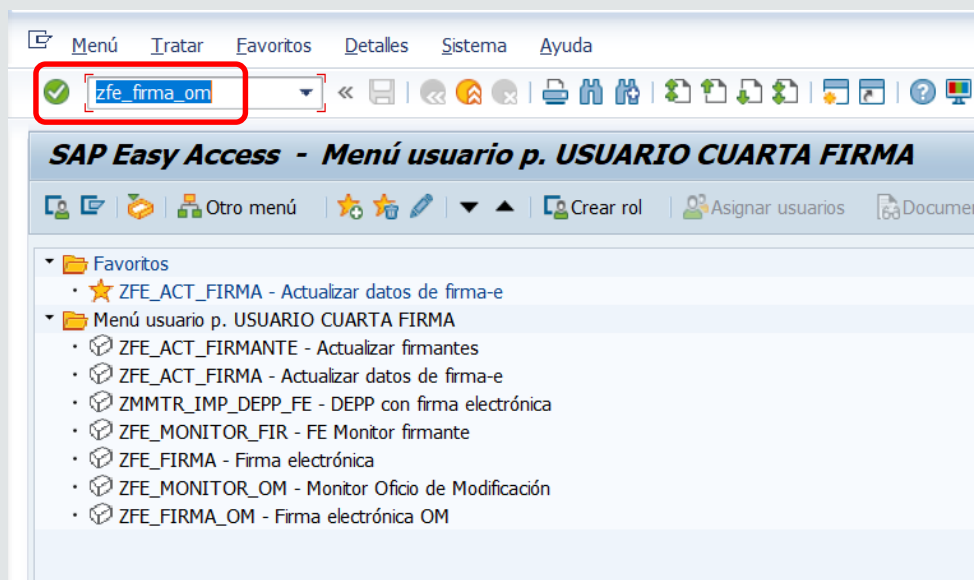 Menú Tratar Favoritos Detalles Sistema Ayuda
zfe_firma_om
SAP Easy Access - Menú usuario p. USUARIO CUARTA FIRMA
Otro menú Crear rol Asignar usuarios Documen
Favoritos
ZFE_ACT_FIRMA - Actualizar datos de firma-e
Menú usuario p. USUARIO CUARTA FIRMA
ZFE_ACT_FIRMANTE - Actualizar firmantes
ZFE_ACT_FIRMA - Actualizar datos de firma-e
ZMMTR_IMP_DEPP_FE - DEPP con firma electrónica
ZFE_MONITOR_FIR - FE Monitor firmante
ZFE_FIRMA - Firma electrónica
ZFE_MONITOR_OM - Monitor Oficio de Modificación
ZFE_FIRMA_OM - Firma electrónica OM